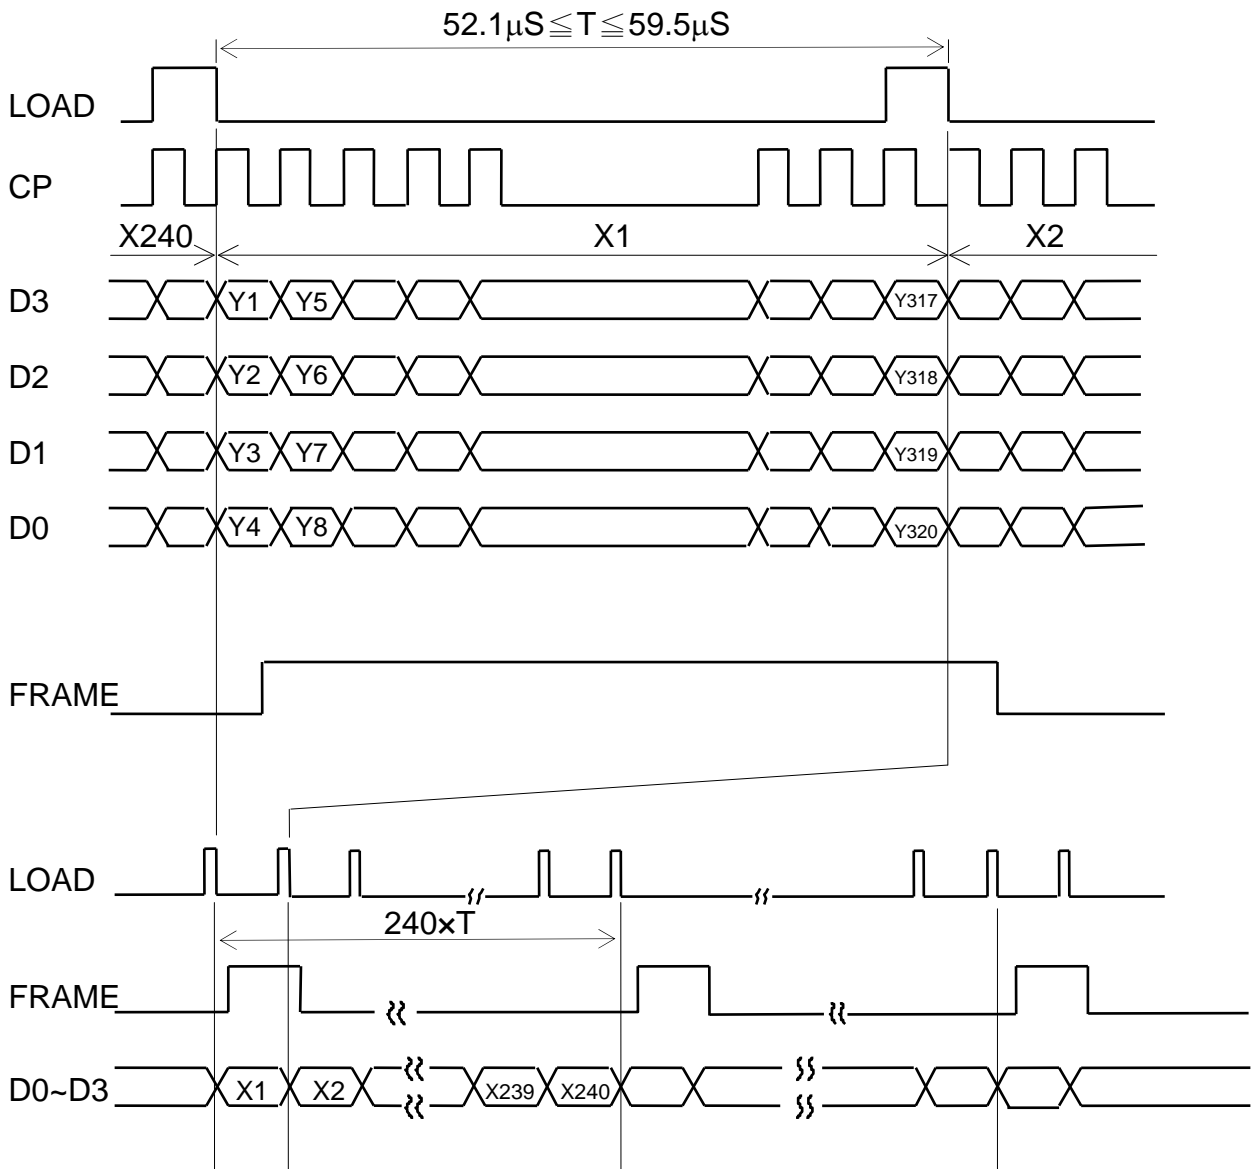 52.1μS≦T≦59.5μS
LOAD
CP
X240 X1 X2
D3 Y1 Y5 Y317
D2 Y2 Y6 Y318
D1 Y3 Y7 Y319
D0 Y4 Y8 Y320
FRAME
LOAD
240×T
FRAME
D0~D3 X1 X2 X239 X240